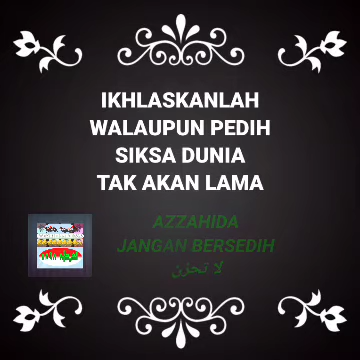 IKHLASKANLAH
WALAUPUN PEDIH
SIKSA DUNIA
TAK AKAN LAMA
AZZAHIDA
JANGAN BERSEDIH
لا تحزن